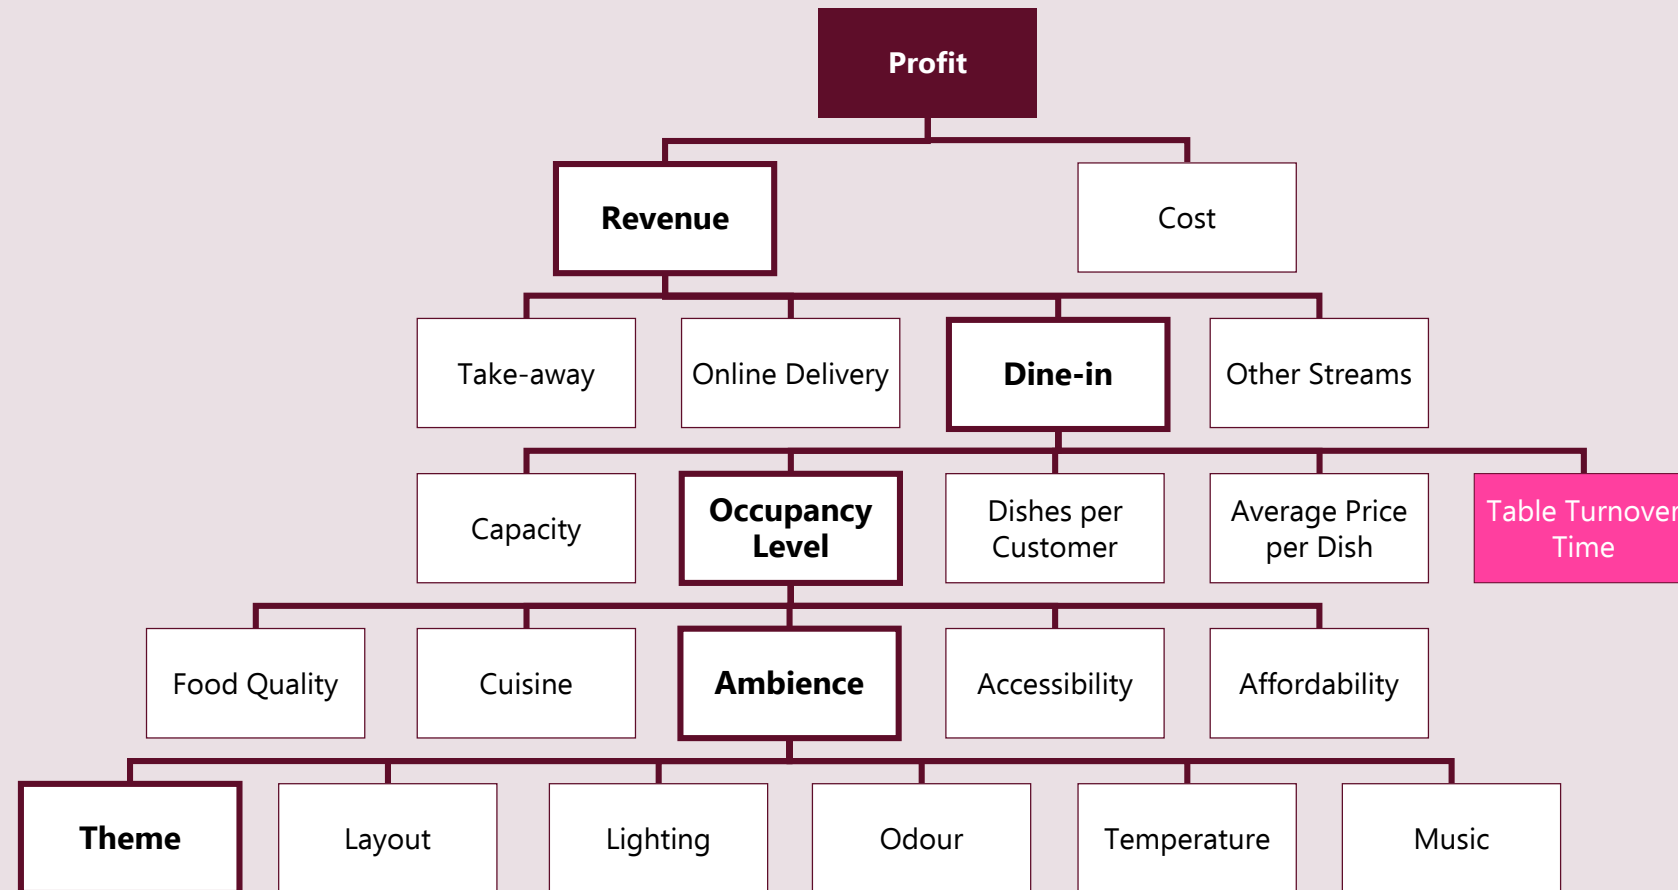 Profit
Revenue
Cost
Take-away
Online Delivery
Dine-in
Other Streams
Capacity
Occupancy
Level
Dishes per
Customer
Average Price
per Dish
Table Turnover
Time
Food Quality
Cuisine
Ambience
Accessibility
Affordability
Theme
Layout
Lighting
Odour
Temperature
Music